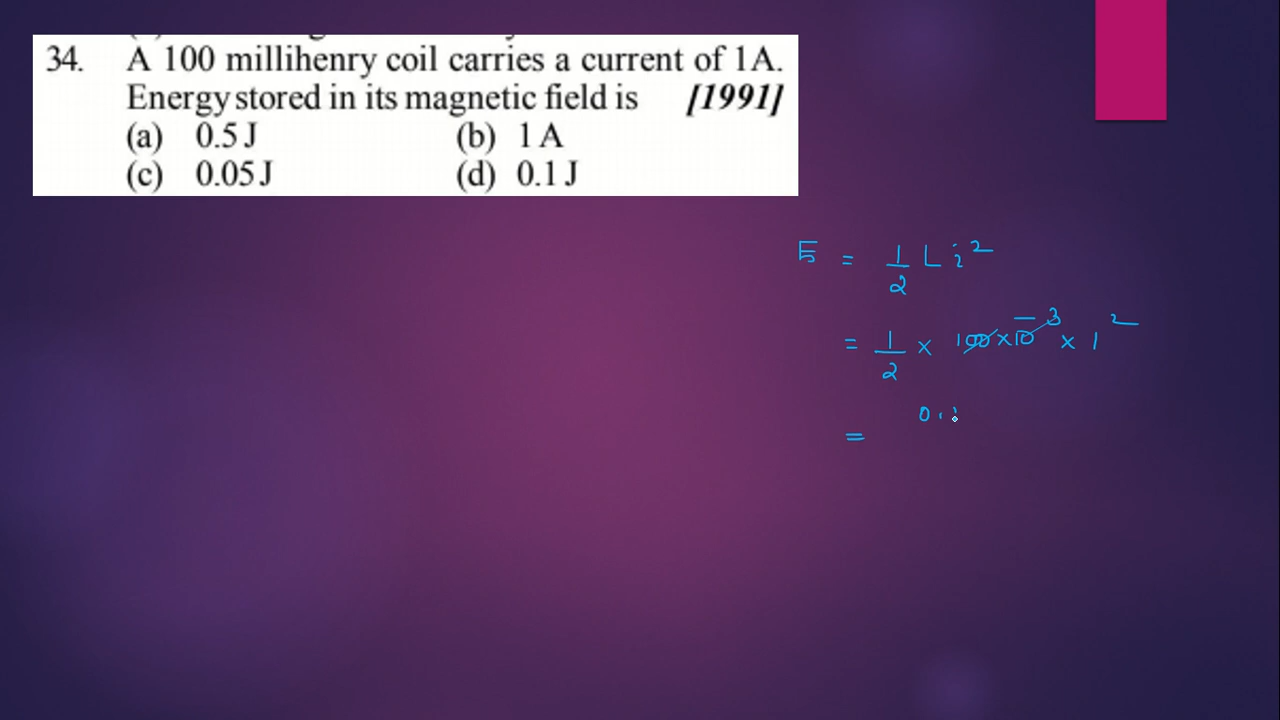 34. A 100 millihenry coil carries a current of 1A.
Energy stored in its magnetic field is [1991]
(a) 0.5 J (b) 1 A
(c) 0.05 J (d) 0.1 J
E = 1/2 L i²
= 1/2 × 100 × 10⁻³ × 1²
= 0.1